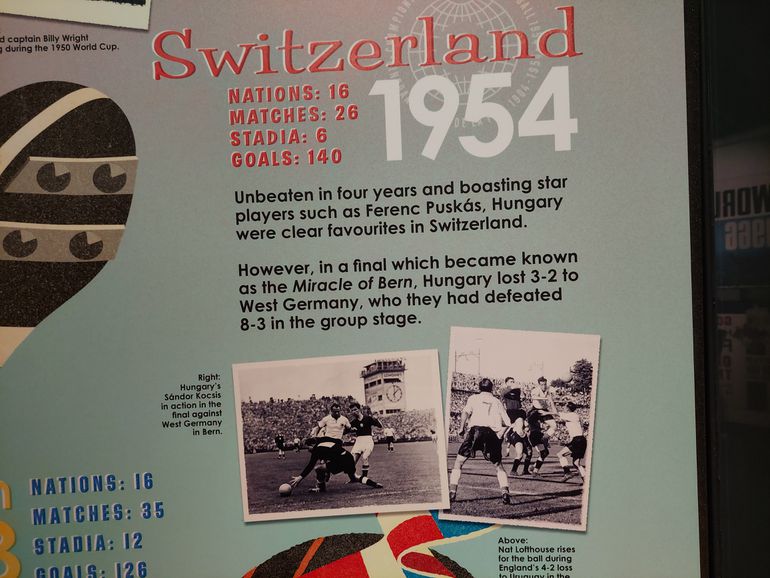 d captain Billy Wright
g during the 1950 World Cup.
Switzerland
1954
NATIONS: 16
MATCHES: 26
STADIA: 6
GOALS: 140
Unbeaten in four years and boasting star
players such as Ferenc Puskás, Hungary
were clear favourites in Switzerland.
However, in a final which became known
as the Miracle of Bern, Hungary lost 3-2 to
West Germany, who they had defeated
8-3 in the group stage.
Right:
Hungary's
Sándor Kocsis
in action in the
final against
West Germany
in Bern.
NATIONS: 16
MATCHES: 35
STADIA: 12
GOALS: 126
Above:
Nat Lofthouse rises
for the ball during
England's 4-2 loss
to Uruguay in the